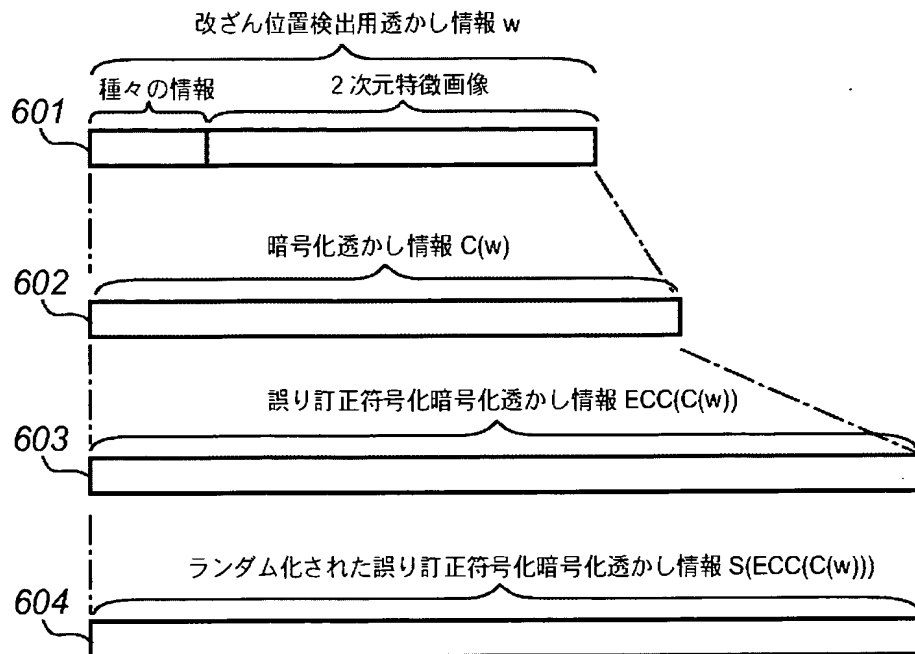 改ざん位置検出用透かし情報 w
種々の情報
2次元特徴画像
601
暗号化透かし情報 C(w)
602
誤り訂正符号化暗号化透かし情報 ECC(C(w))
603
ランダム化された誤り訂正符号化暗号化透かし情報 S(ECC(C(w)))
604